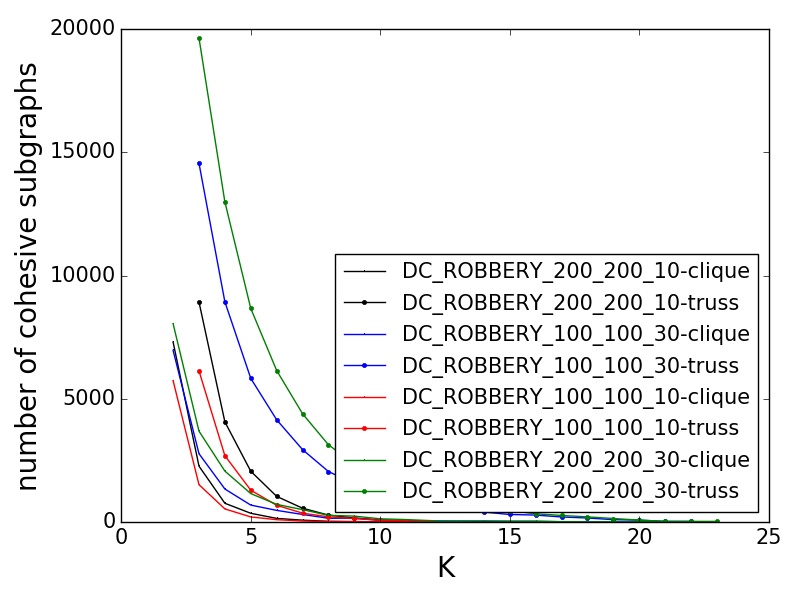 20000
15000
10000
5000
0
number of cohesive subgraphs
DC_ROBBERY_200_200_10-clique
DC_ROBBERY_200_200_10-truss
DC_ROBBERY_100_100_30-clique
DC_ROBBERY_100_100_30-truss
DC_ROBBERY_100_100_10-clique
DC_ROBBERY_100_100_10-truss
DC_ROBBERY_200_200_30-clique
DC_ROBBERY_200_200_30-truss
0 5 10 15 20 25
K